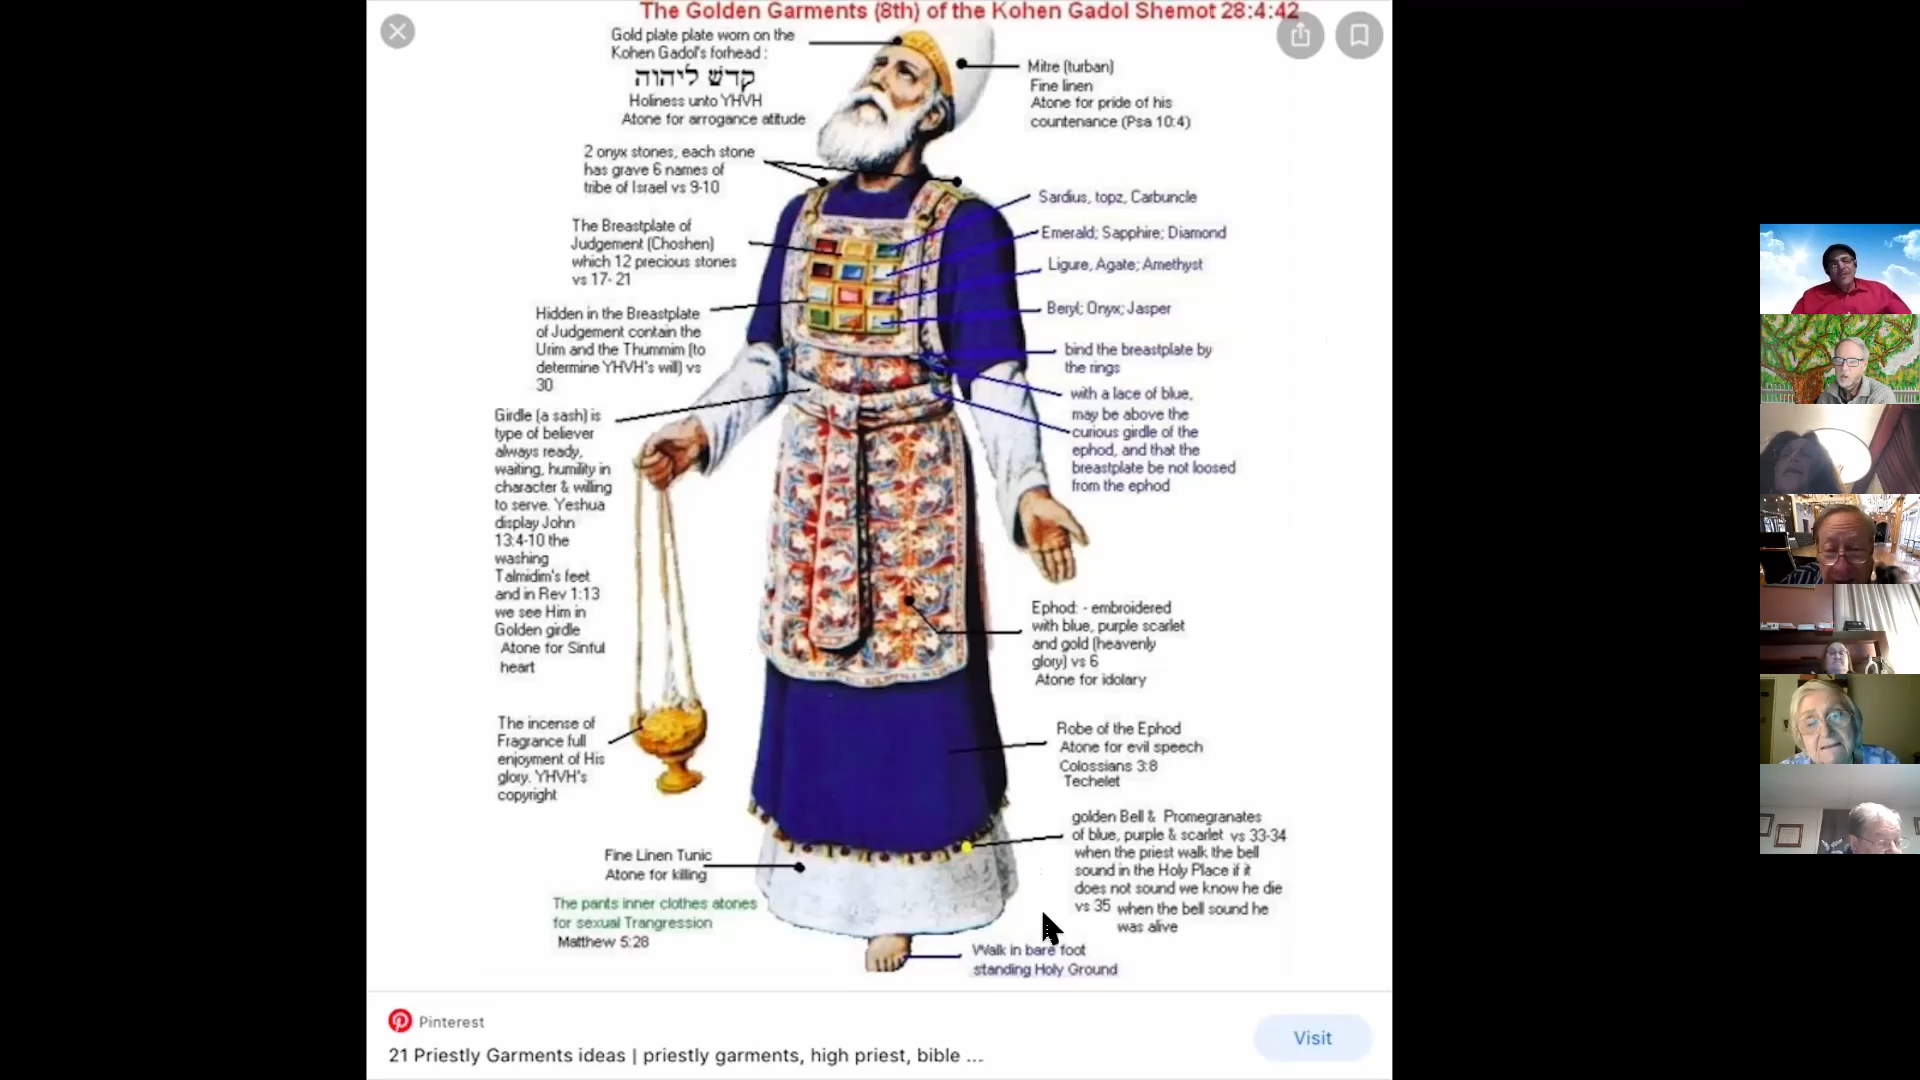 The Golden Garments (8th) of the Kohen Gadol Shemot 28:4:42
Gold plate plate worn on the
Kohen Gadol's forhead :
קדש ליהוה
Holiness unto YHVH
Atone for arrogance atitude
Mitre (turban)
Fine linen
Atone for pride of his
countenance (Psa 10:4)
2 onyx stones, each stone
has grave 6 names of
tribe of Israel vs 9-10
Sardius, topz, Carbuncle
The Breastplate of
Judgement (Choshen)
which 12 precious stones
vs 17- 21
Emerald; Sapphire; Diamond
Ligure, Agate; Amethyst
Beryl; Onyx; Jasper
Hidden in the Breastplate
of Judgement contain the
Urim and the Thummim (to
determine YHVH's will) vs
30
bind the breastplate by
the rings
with a lace of blue,
may be above the
curious girdle of the
ephod, and that the
breastplate be not loosed
from the ephod
Girdle (a sash) is
type of believer
always ready,
waiting, humility in
character & willing
to serve. Yeshua
display John
13:4-10 the
washing
Talmidim's feet
and in Rev 1:13
we see Him in
Golden girdle
Atone for Sinful
heart
Ephod: - embroidered
with blue, purple scarlet
and gold (heavenly
glory) vs 6
Atone for idolary
The incense of
Fragrance full
enjoyment of His
glory. YHVH's
copyright
Robe of the Ephod
Atone for evil speech
Colossians 3:8
Techelet
golden Bell & Promegranates
of blue, purple & scarlet vs 33-34
when the priest walk the bell
sound in the Holy Place if it
does not sound we know he die
vs 35 when the bell sound he
was alive
Fine Linen Tunic
Atone for killing
The pants inner clothes atones
for sexual Trangression
Matthew 5:28
Walk in bare foot
standing Holy Ground
Pinterest
21 Priestly Garments ideas | priestly garments, high priest, bible ...
Visit